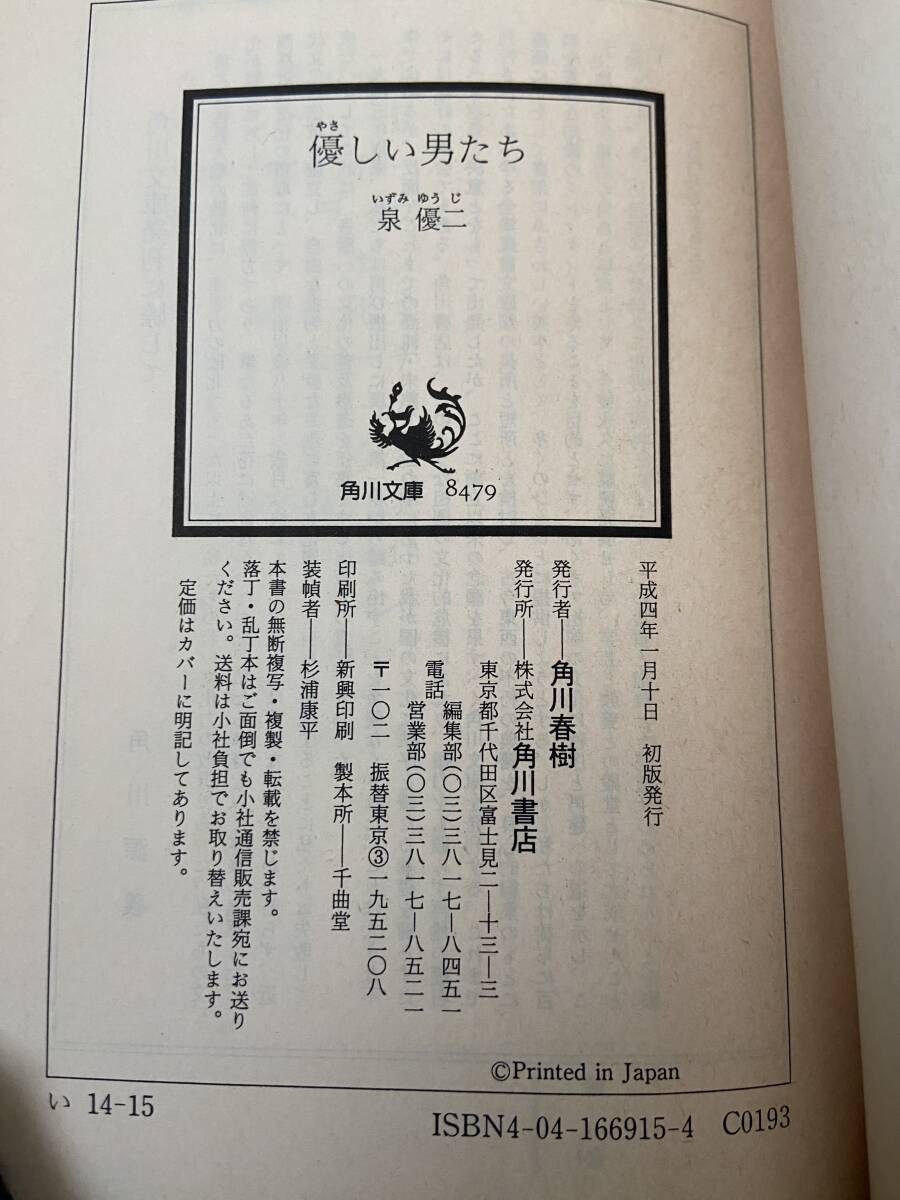 やさ
優しい男たち
いずみ ゆう じ
泉 優二
角川文庫 8479
平成四年一月十日 初版発行
発行者──角川春樹
発行所──株式会社角川書店
東京都千代田区富士見二─十三─三
電話 編集部(〇三)三八一七─八四五一
営業部(〇三)三八一七─八五二一
〒一〇二 振替東京③一九五二〇八
印刷所──新興印刷 製本所──千曲堂
装幀者──杉浦康平
本書の無断複写・複製・転載を禁じます。
落丁・乱丁本はご面倒でも小社通信販売課宛にお送り
ください。送料は小社負担でお取り替えいたします。
定価はカバーに明記してあります。
©Printed in Japan
い 14-15
ISBN4-04-166915-4 C0193